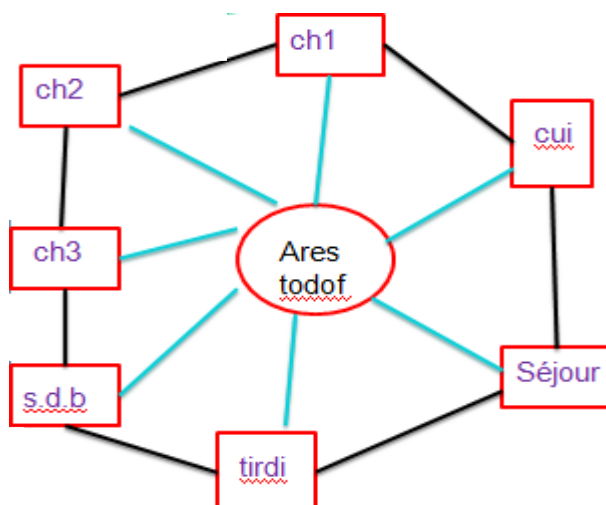 ch1
ch2
cui
ch3
Ares
todof
Séjour
s.d.b
tirdi